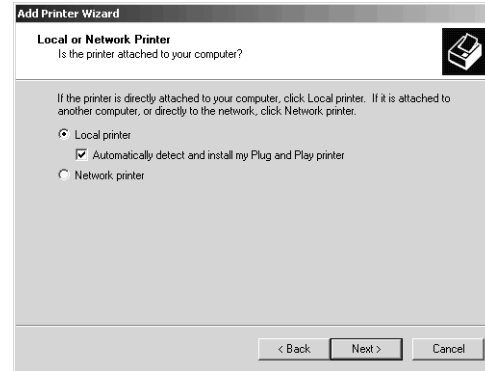 Add Printer Wizard
Local or Network Printer
Is the printer attached to your computer?
If the printer is directly attached to your computer, click Local printer. If it is attached to
another computer, or directly to the network, click Network printer.
Local printer
Automatically detect and install my Plug and Play printer
Network printer
< Back Next > Cancel